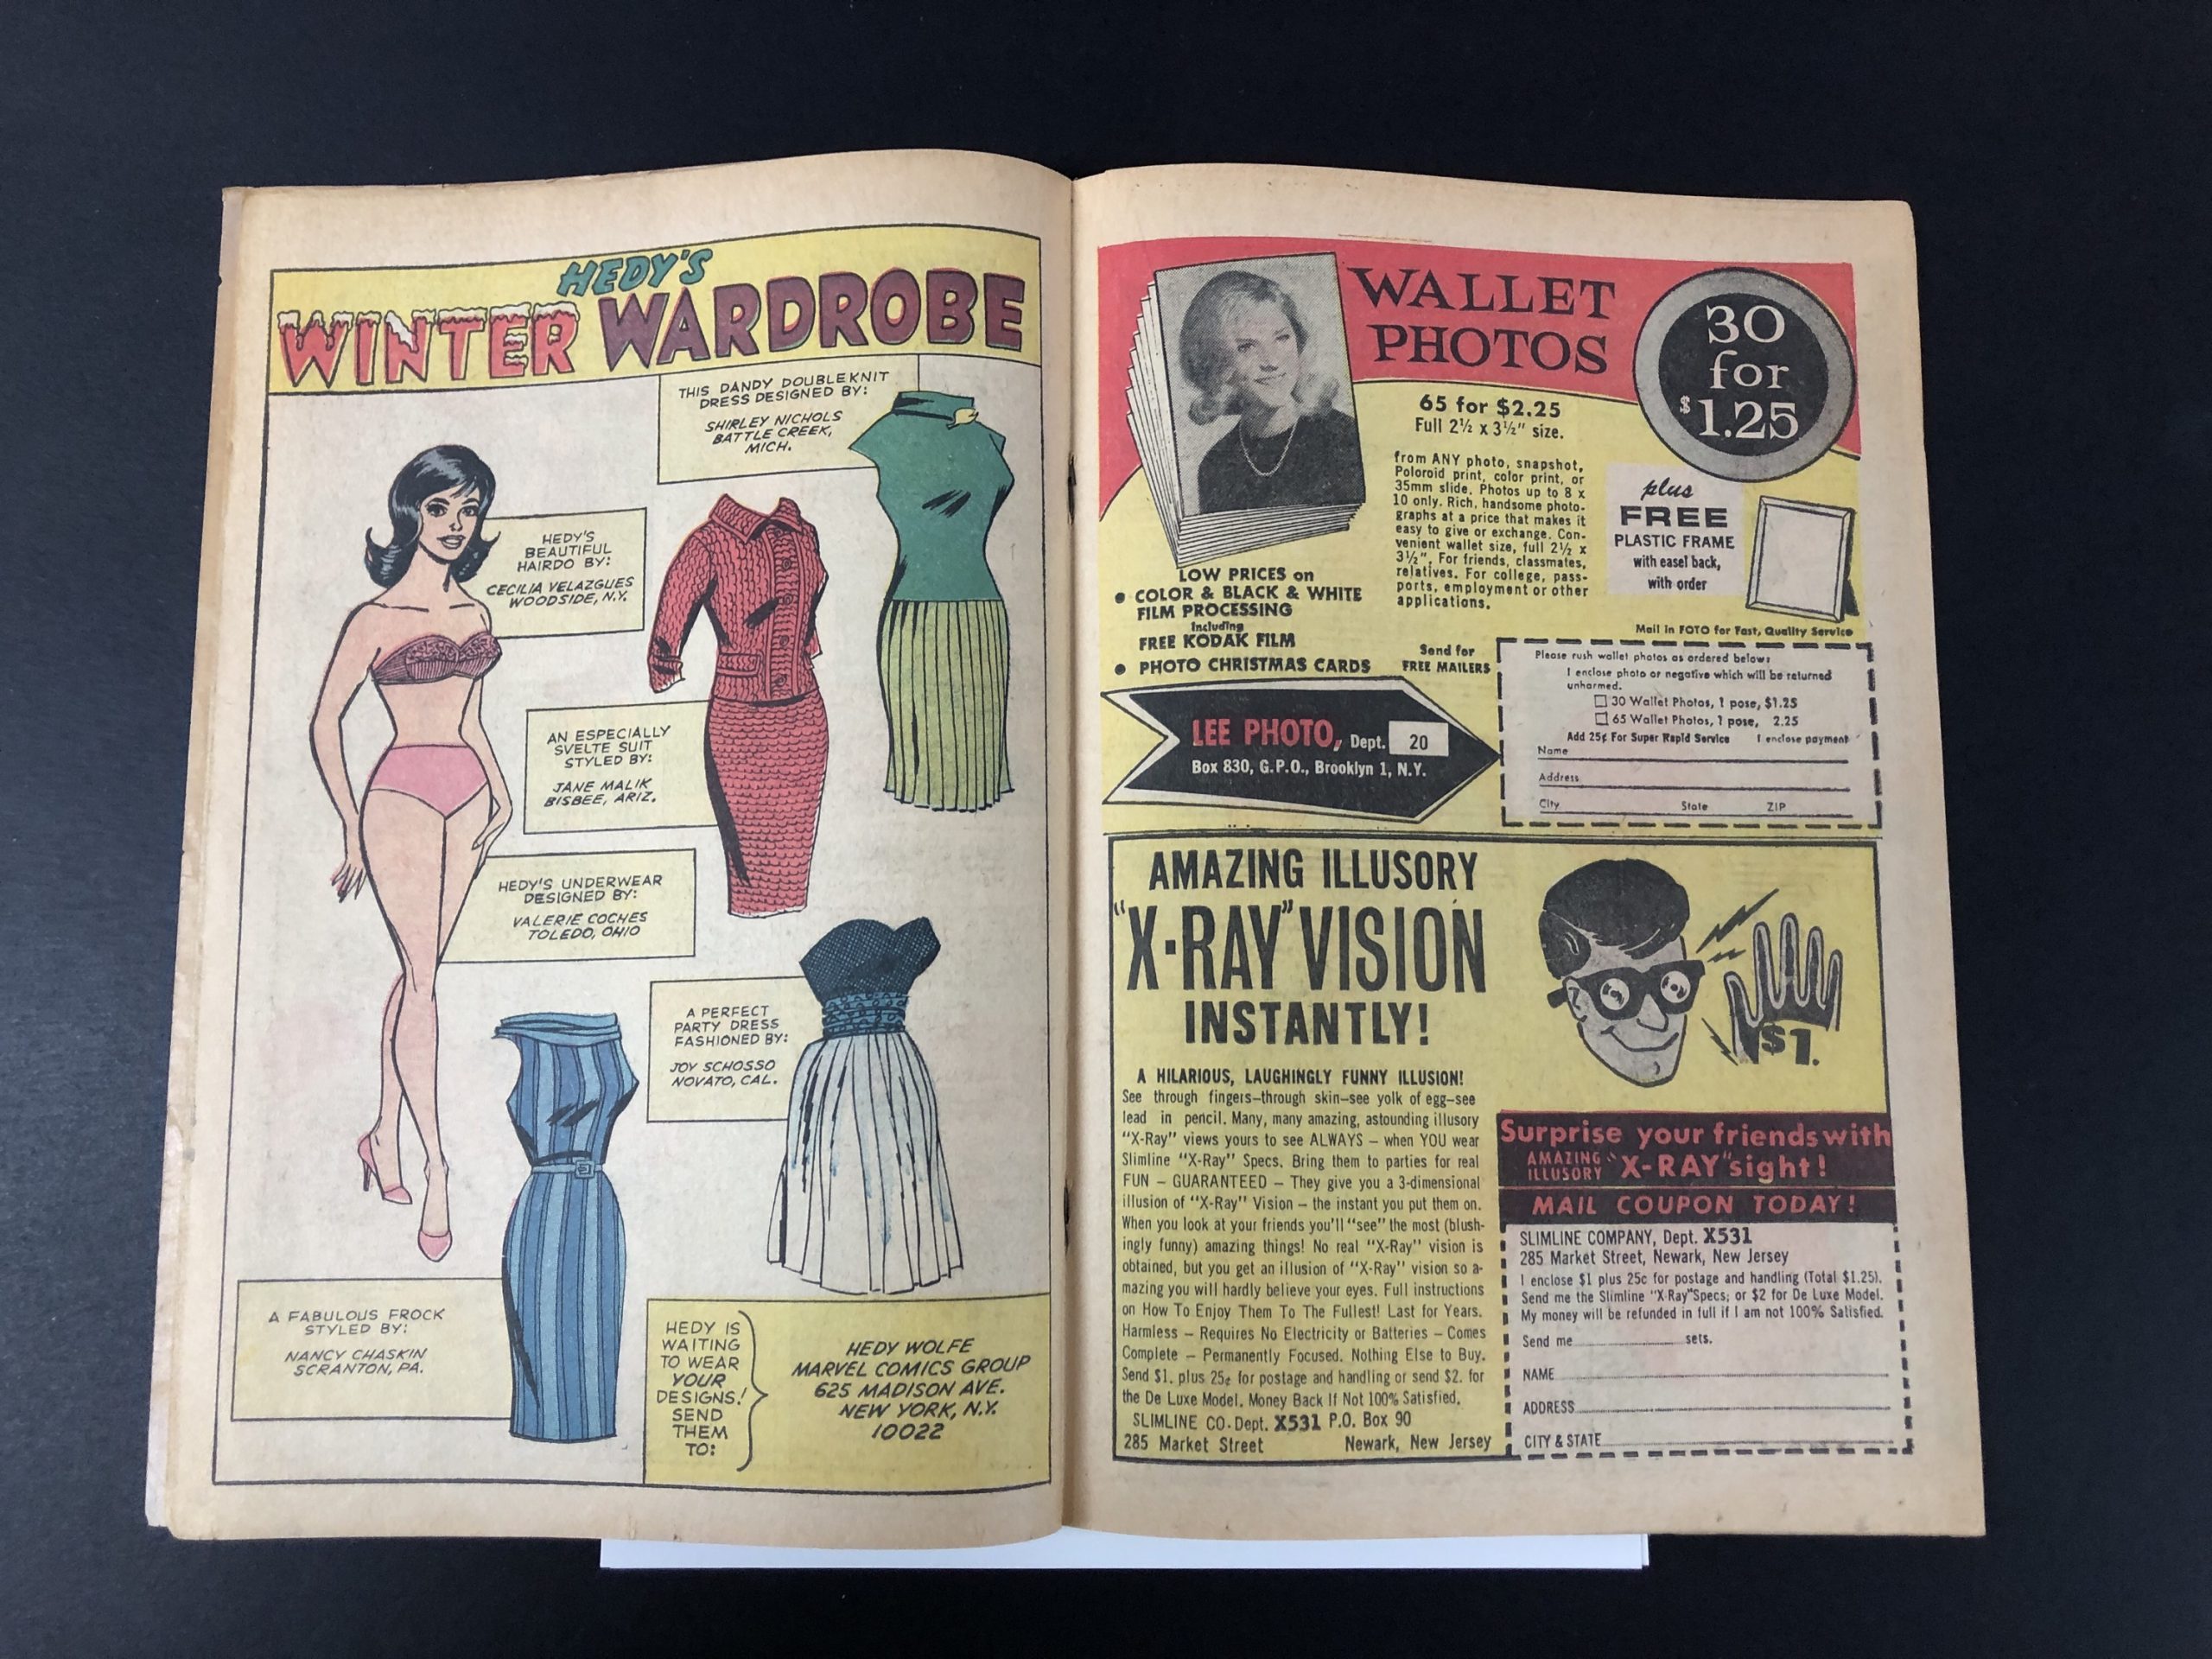 HEDY'S
WINTER WARDROBE
THIS DANDY DOUBLEKNIT
DRESS DESIGNED BY:
SHIRLEY NICHOLS
BATTLE CREEK,
MICH.
HEDY'S
BEAUTIFUL
HAIRDO BY:
CECILIA VELAZGUES
WOODSIDE, N.Y.
AN ESPECIALLY
SVELTE SUIT
STYLED BY:
JANE MALIK
BISBEE, ARIZ.
HEDY'S UNDERWEAR
DESIGNED BY:
VALERIE COCHES
TOLEDO, OHIO
A PERFECT
PARTY DRESS
FASHIONED BY:
JOY SCHOSSO
NOVATO, CAL.
A FABULOUS FROCK
STYLED BY:
NANCY CHASKIN
SCRANTON, PA.
HEDY IS
WAITING
TO WEAR
YOUR
DESIGNS!
SEND
THEM
TO:
HEDY WOLFE
MARVEL COMICS GROUP
625 MADISON AVE.
NEW YORK, N.Y.
10022
WALLET
PHOTOS
30
for
$1.25
65 for $2.25
Full 2½ x 3½" size.
from ANY photo, snapshot,
Poloroid print, color print, or
35mm slide. Photos up to 8 x
10 only. Rich, handsome photo-
graphs at a price that makes it
easy to give or exchange. Con-
venient wallet size, full 2½ x
3½". For friends, classmates,
relatives. For college, pass-
ports, employment or other
applications.
plus
FREE
PLASTIC FRAME
with easel back,
with order
LOW PRICES on
• COLOR & BLACK & WHITE
FILM PROCESSING
Including
FREE KODAK FILM
• PHOTO CHRISTMAS CARDS
Send for
FREE MAILERS
LEE PHOTO, Dept. 20
Box 830, G.P.O., Brooklyn 1, N.Y.
Mail in FOTO for Fast, Quality Service
Please rush wallet photos as ordered below:
I enclose photo or negative which will be returned
unharmed.
30 Wallet Photos, 1 pose, $1.25
65 Wallet Photos, 1 pose, 2.25
Add 25¢ For Super Rapid Service I enclose payment
Name
Address
City State ZIP
AMAZING ILLUSORY
"X-RAY" VISION
INSTANTLY!
$1.
A HILARIOUS, LAUGHINGLY FUNNY ILLUSION!
See through fingers—through skin—see yolk of egg—see
lead in pencil. Many, many amazing, astounding illusory
"X-Ray" views yours to see ALWAYS — when YOU wear
Slimline "X-Ray" Specs. Bring them to parties for real
FUN — GUARANTEED — They give you a 3-dimensional
illusion of "X-Ray" Vision — the instant you put them on.
When you look at your friends you'll "see" the most (blush-
ingly funny) amazing things! No real "X-Ray" vision is
obtained, but you get an illusion of "X-Ray" vision so a-
mazing you will hardly believe your eyes. Full instructions
on How To Enjoy Them To The Fullest! Last for Years.
Harmless — Requires No Electricity or Batteries — Comes
Complete — Permanently Focused. Nothing Else to Buy.
Send $1. plus 25¢ for postage and handling or send $2. for
the De Luxe Model. Money Back If Not 100% Satisfied.
SLIMLINE CO. Dept. X531 P.O. Box 90
285 Market Street Newark, New Jersey
Surprise your friends with
AMAZING ILLUSORY "X-RAY" sight!
MAIL COUPON TODAY!
SLIMLINE COMPANY, Dept. X531
285 Market Street, Newark, New Jersey
I enclose $1 plus 25c for postage and handling (Total $1.25).
Send me the Slimline "X-Ray" Specs; or $2 for De Luxe Model.
My money will be refunded in full if I am not 100% Satisfied.
Send me sets.
NAME
ADDRESS
CITY & STATE